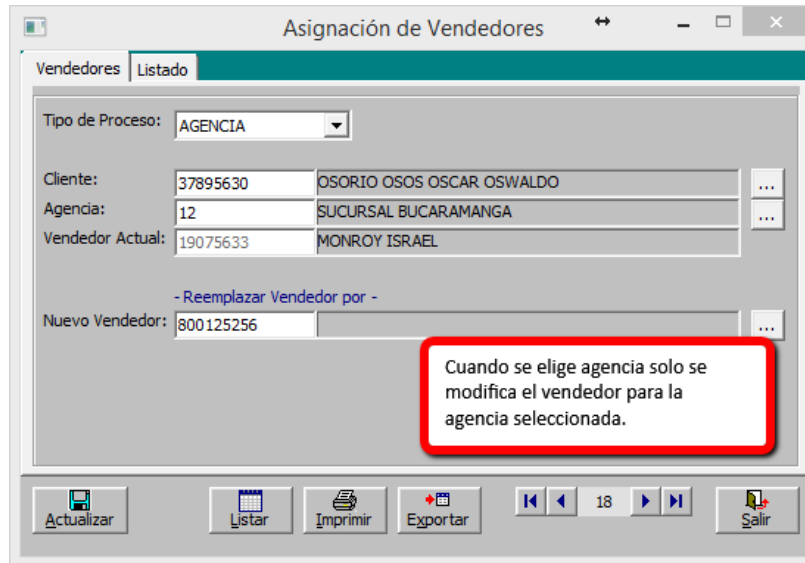 Asignación de Vendedores
Vendedores Listado
Tipo de Proceso: AGENCIA
Cliente: 37895630 OSORIO OSOS OSCAR OSWALDO ...
Agencia: 12 SUCURSAL BUCARAMANGA ...
Vendedor Actual: 19075633 MONROY ISRAEL
- Reemplazar Vendedor por -
Nuevo Vendedor: 800125256 ...
Cuando se elige agencia solo se
modifica el vendedor para la
agencia seleccionada.
Actualizar Listar Imprimir Exportar 18 Salir